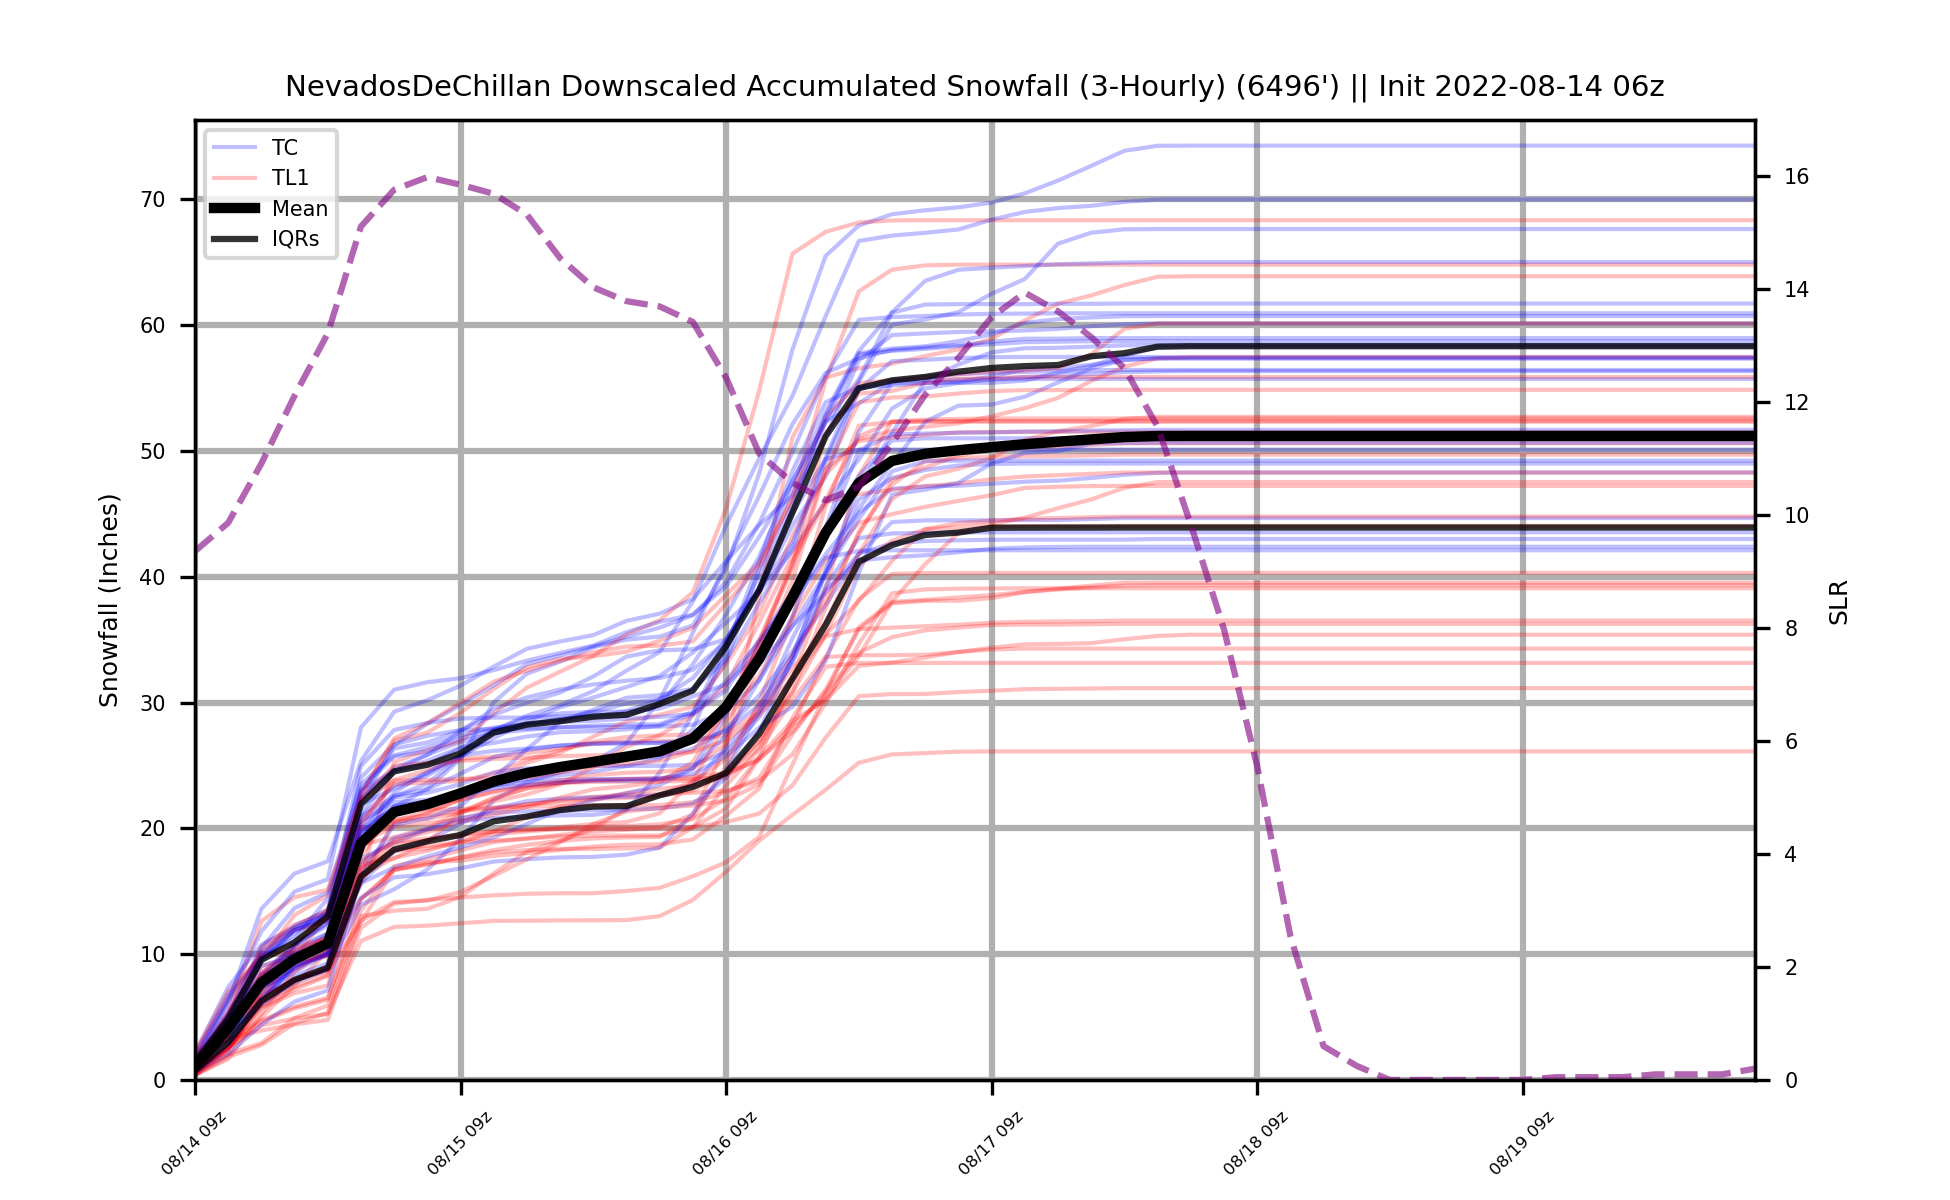 NevadosDeChillan Downscaled Accumulated Snowfall (3-Hourly) (6496') || Init 2022-08-14 06z
TC
TL1
Mean
IQRs
Snowfall (Inches)
70
60
50
40
30
20
10
0
16
14
12
10
8
6
4
2
0
SLR
08/14 09z
08/15 09z
08/16 09z
08/17 09z
08/18 09z
08/19 09z